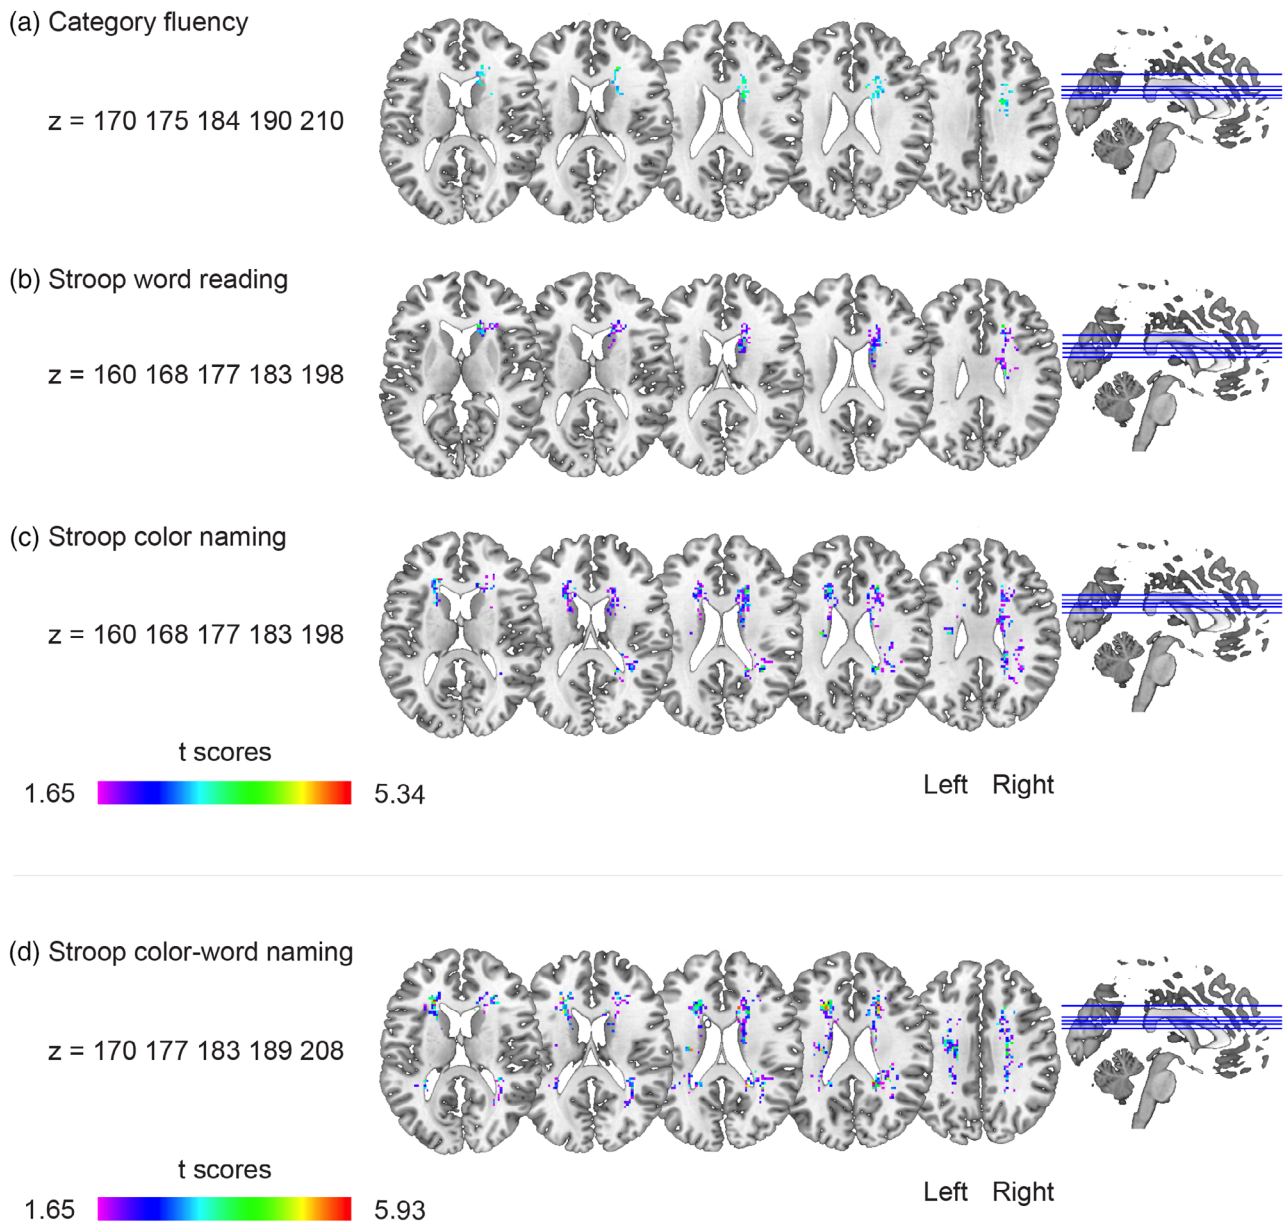 (a) Category fluency
z = 170 175 184 190 210
(b) Stroop word reading
z = 160 168 177 183 198
(c) Stroop color naming
z = 160 168 177 183 198
t scores
1.65 5.34
Left Right
(d) Stroop color-word naming
z = 170 177 183 189 208
t scores
1.65 5.93
Left Right